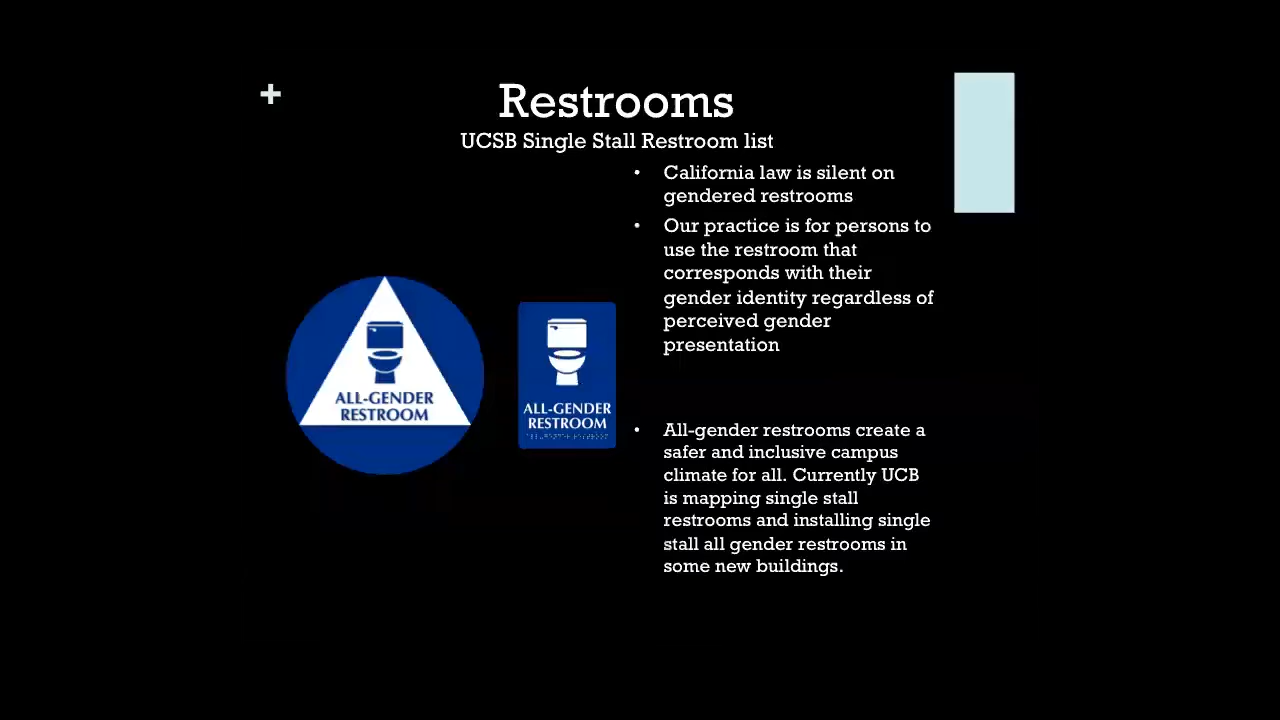 +
Restrooms
UCSB Single Stall Restroom list
• California law is silent on
gendered restrooms
• Our practice is for persons to
use the restroom that
corresponds with their
gender identity regardless of
perceived gender
presentation
ALL-GENDER
RESTROOM
ALL-GENDER
RESTROOM
• All-gender restrooms create a
safer and inclusive campus
climate for all. Currently UCB
is mapping single stall
restrooms and installing single
stall all gender restrooms in
some new buildings.